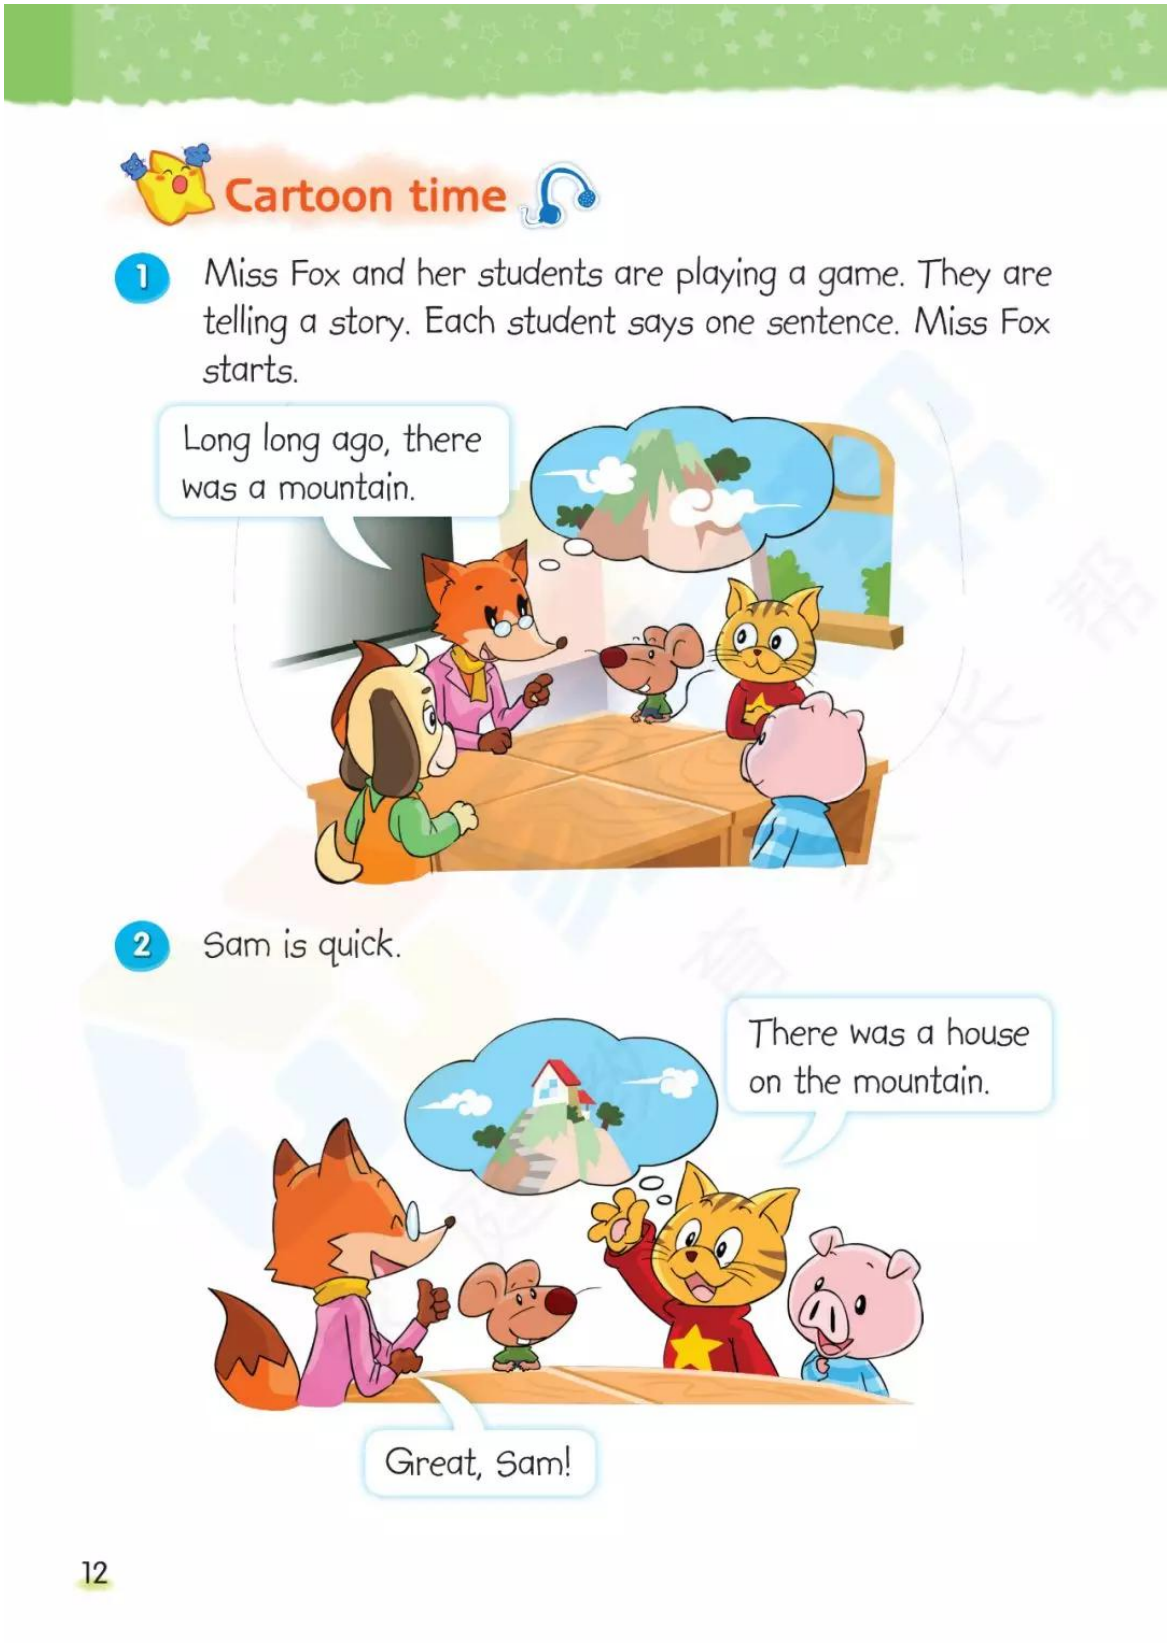 Cartoon time
1 Miss Fox and her students are playing a game. They are
telling a story. Each student says one sentence. Miss Fox
starts.
Long long ago, there
was a mountain.
2 Sam is quick.
There was a house
on the mountain.
Great, Sam!
12